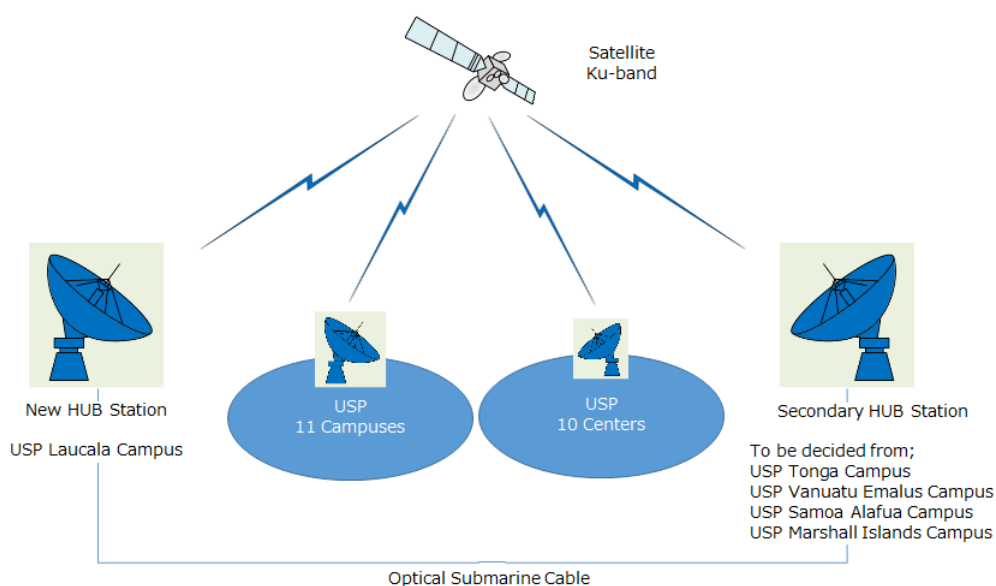 Satellite
Ku-band
New HUB Station
USP Laucala Campus
USP
11 Campuses
USP
10 Centers
Secondary HUB Station
To be decided from;
USP Tonga Campus
USP Vanuatu Emalus Campus
USP Samoa Alafua Campus
USP Marshall Islands Campus
Optical Submarine Cable